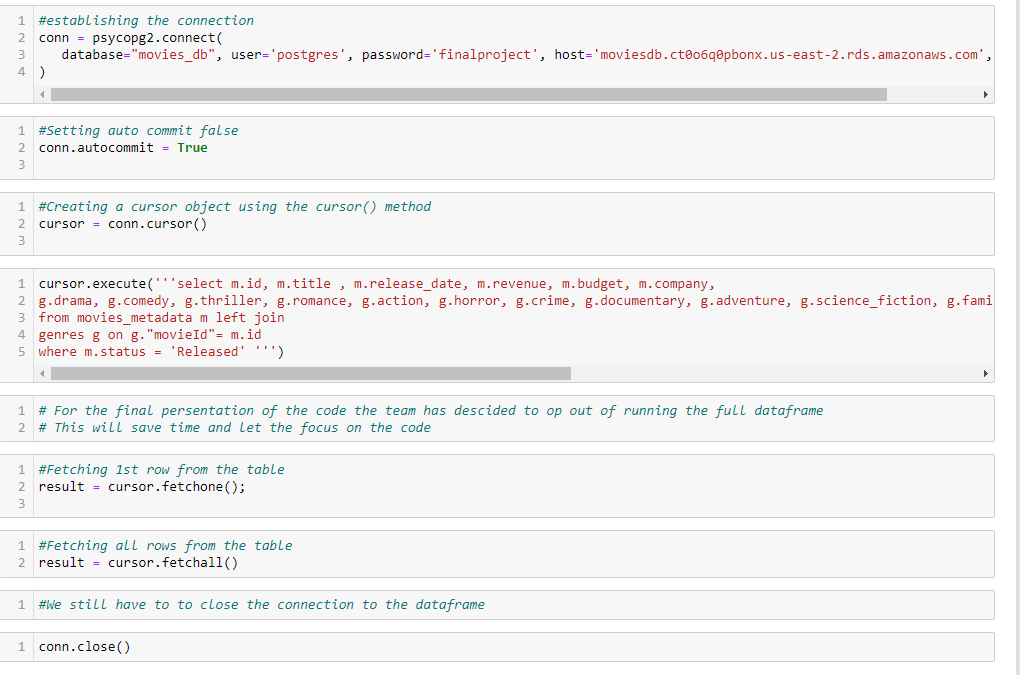 1 #establishing the connection
2 conn = psycopg2.connect(
3 database="movies_db", user='postgres', password='finalproject', host='moviesdb.ct0o6q0pbonx.us-east-2.rds.amazonaws.com',
4 )
1 #Setting auto commit false
2 conn.autocommit = True
3
1 #Creating a cursor object using the cursor() method
2 cursor = conn.cursor()
3
1 cursor.execute('''select m.id, m.title , m.release_date, m.revenue, m.budget, m.company,
2 g.drama, g.comedy, g.thriller, g.romance, g.action, g.horror, g.crime, g.documentary, g.adventure, g.science_fiction, g.fami
3 from movies_metadata m left join
4 genres g on g."movieId"= m.id
5 where m.status = 'Released' ''')
1 # For the final persentation of the code the team has descided to op out of running the full dataframe
2 # This will save time and let the focus on the code
1 #Fetching 1st row from the table
2 result = cursor.fetchone();
3
1 #Fetching all rows from the table
2 result = cursor.fetchall()
1 #We still have to to close the connection to the dataframe
1 conn.close()